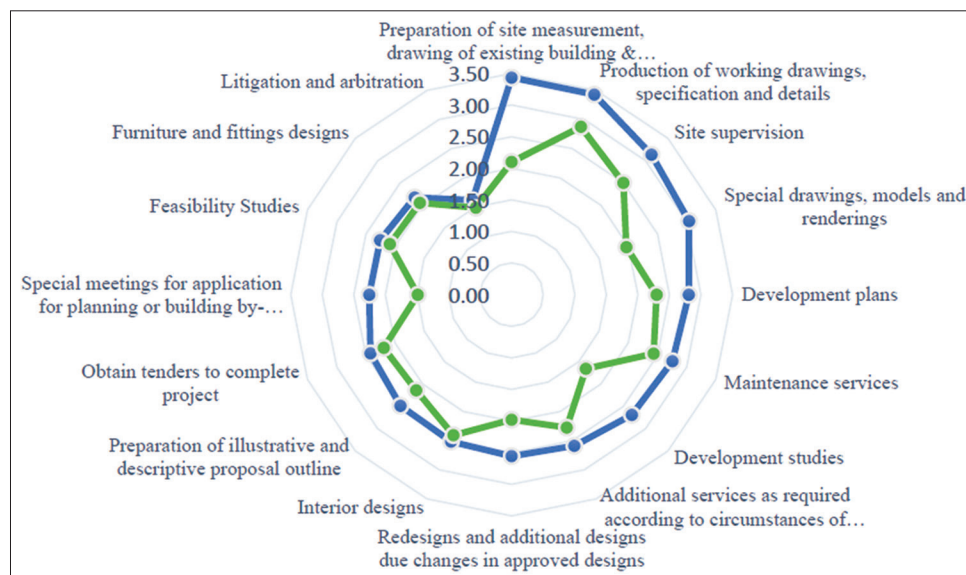 Preparation of site measurement,
drawing of existing building &...
Production of working drawings,
specification and details
Site supervision
Special drawings, models and
renderings
Development plans
Maintenance services
Development studies
Additional services as required
according to circumstances of...
Redesigns and additional designs
due changes in approved designs
Interior designs
Preparation of illustrative and
descriptive proposal outline
Obtain tenders to complete
project
Special meetings for application
for planning or building by-...
Feasibility Studies
Furniture and fittings designs
Litigation and arbitration
3.50
3.00
2.50
2.00
1.50
1.00
0.50
0.00